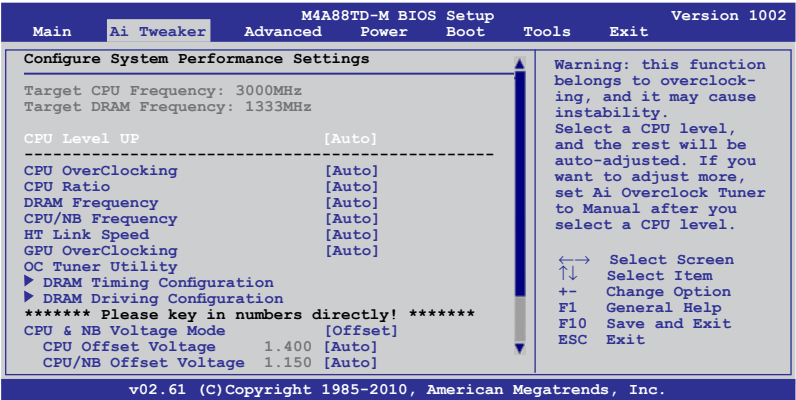 M4A88TD-M BIOS Setup Version 1002
Main Ai Tweaker Advanced Power Boot Tools Exit
Configure System Performance Settings
Target CPU Frequency: 3000MHz
Target DRAM Frequency: 1333MHz
CPU Level UP [Auto]
------------------------------------------------
CPU OverClocking [Auto]
CPU Ratio [Auto]
DRAM Frequency [Auto]
CPU/NB Frequency [Auto]
HT Link Speed [Auto]
GPU OverClocking [Auto]
OC Tuner Utility
▶ DRAM Timing Configuration
▶ DRAM Driving Configuration
******* Please key in numbers directly! *******
CPU & NB Voltage Mode [Offset]
CPU Offset Voltage 1.400 [Auto]
CPU/NB Offset Voltage 1.150 [Auto]
Warning: this function
belongs to overclock-
ing, and it may cause
instability.
Select a CPU level,
and the rest will be
auto-adjusted. If you
want to adjust more,
set Ai Overclock Tuner
to Manual after you
select a CPU level.
←→ Select Screen
↑↓ Select Item
+- Change Option
F1 General Help
F10 Save and Exit
ESC Exit
v02.61 (C)Copyright 1985-2010, American Megatrends, Inc.